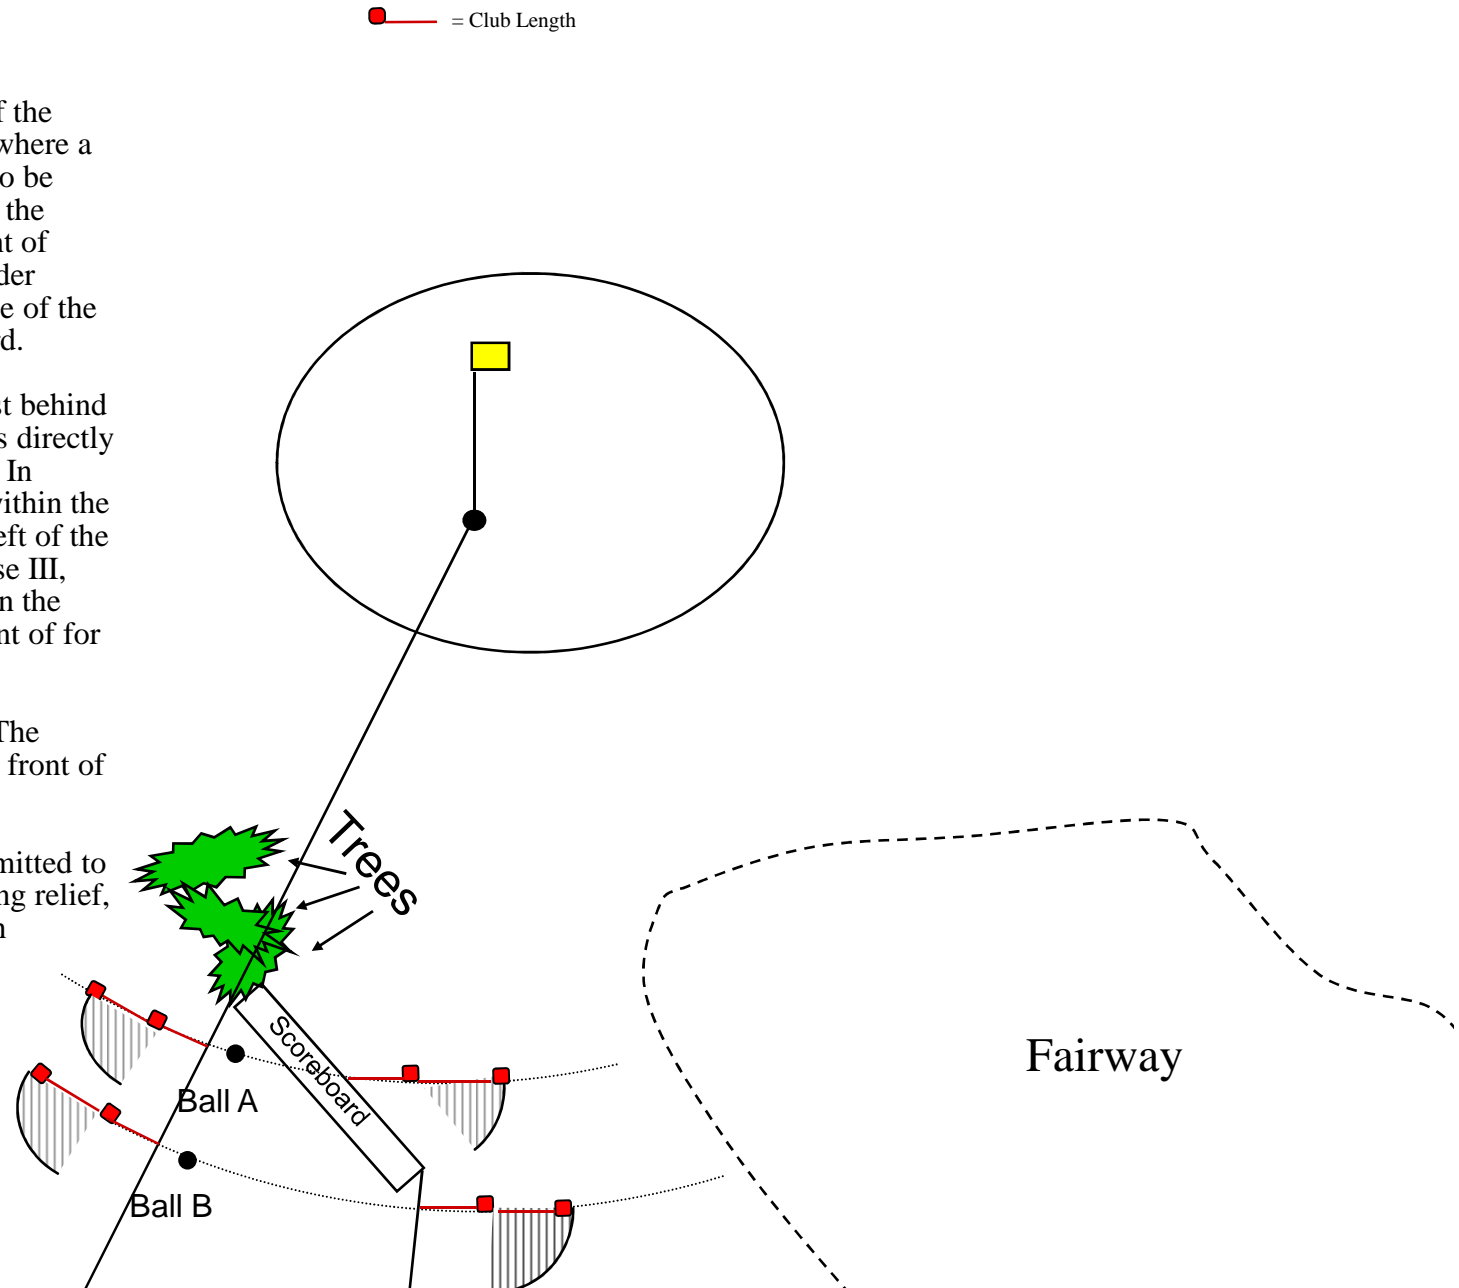 = Club Length
f the
where a
o be
the
t of
der
e of the
d.
st behind
s directly
In
within the
eft of the
se III,
n the
nt of for
The
front of
mitted to
ng relief,
n
Trees
Scoreboard
Ball A
Ball B
Fairway